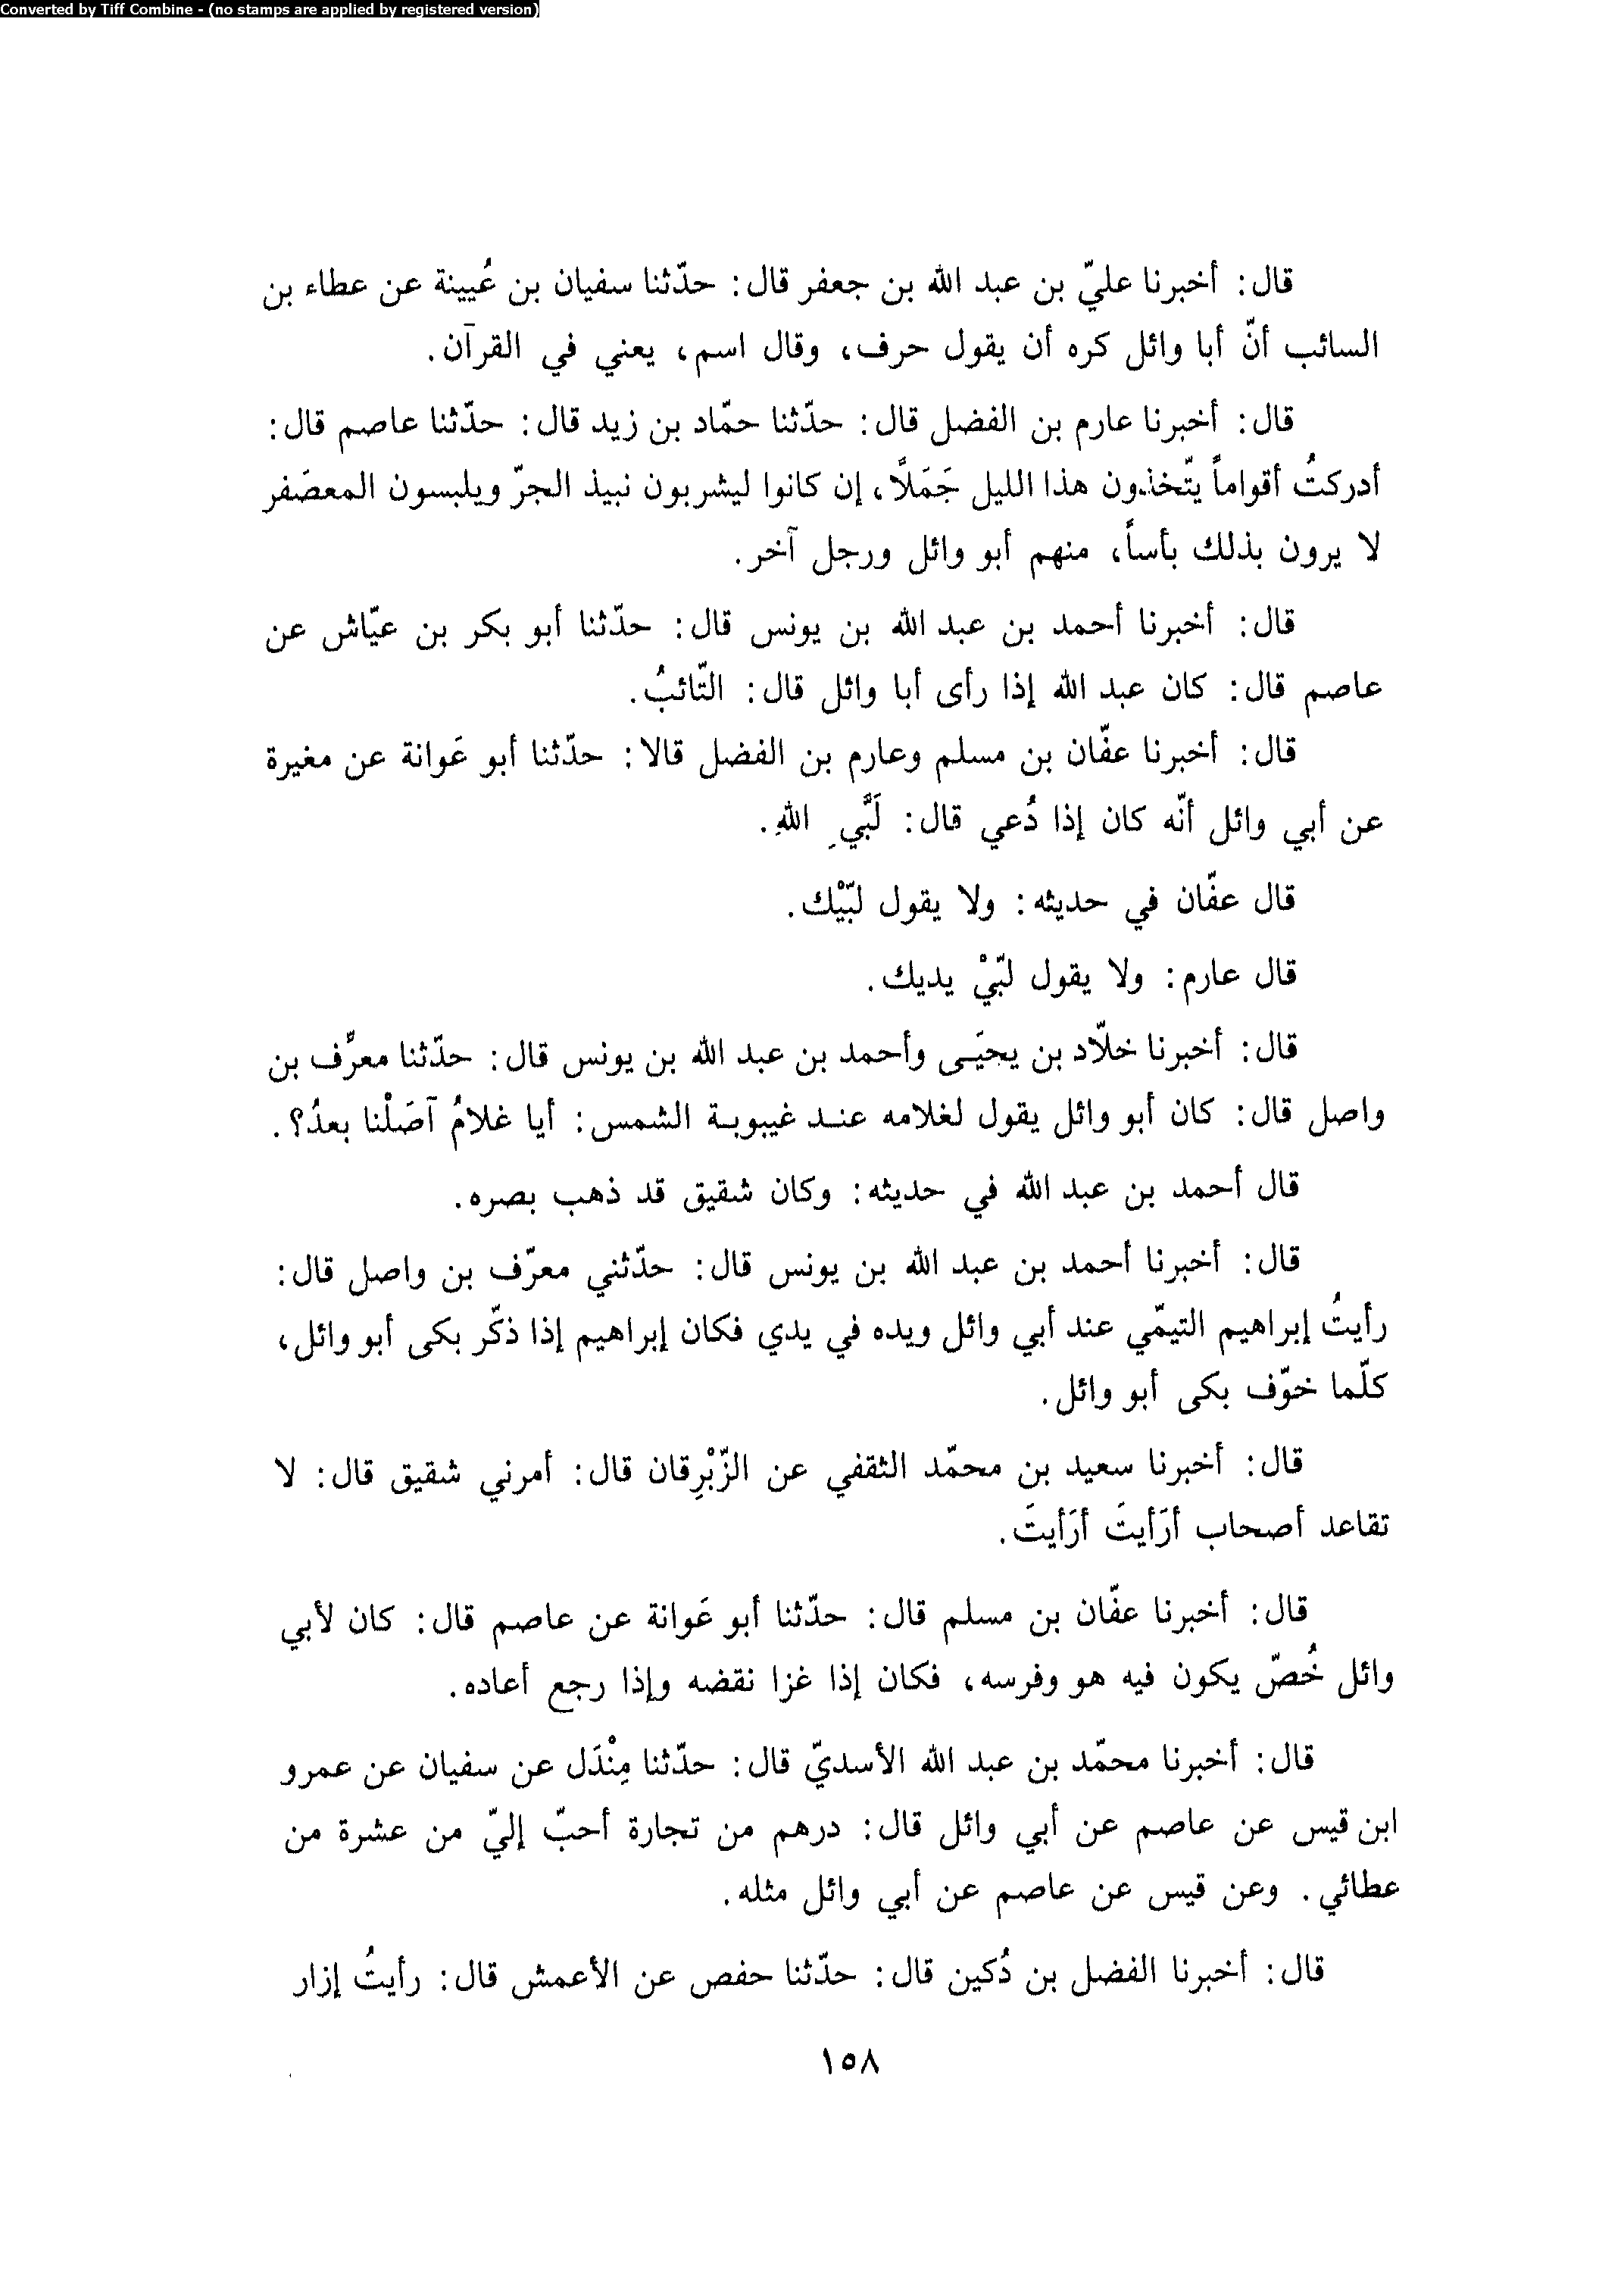 Converted by Tiff Combine - (no stamps are applied by registered version)
قال: أخبرنا عليّ بن عبد الله بن جعفر قال: حدّثنا سفيان بن عُيينة عن عطاء بن
السائب أنّ أبا وائل كره أن يقول حرف، وقال اسم، يعني في القرآن.
قال: أخبرنا عارم بن الفضل قال: حدّثنا حمّاد بن زيد قال: حدّثنا عاصم قال:
أدركتُ أقواماً يتّخذون هذا الليل جَمَلًا، إن كانوا ليشربون نبيذ الجرّ ويلبسون المعصَفر
لا يرون بذلك بأساً، منهم أبو وائل ورجل آخر.
قال: أخبرنا أحمد بن عبد الله بن يونس قال: حدّثنا أبو بكر بن عيّاش عن
عاصم قال: كان عبد الله إذا رأى أبا وائل قال: التّائبُ.
قال: أخبرنا عفّان بن مسلم وعارم بن الفضل قالا: حدّثنا أبو عَوانة عن مغيرة
عن أبي وائل أنّه كان إذا دُعي قال: لَبَّيِ اللهِ.
قال عفّان في حديثه: ولا يقول لبّيْك.
قال عارم: ولا يقول لبّيْ يديك.
قال: أخبرنا خلّاد بن يحيَى وأحمد بن عبد الله بن يونس قال: حدّثنا معرّف بن
واصل قال: كان أبو وائل يقول لغلامه عند غيبوبة الشمس: أيا غلامُ آصَلْنا بعدُ؟.
قال أحمد بن عبد الله في حديثه: وكان شقيق قد ذهب بصره.
قال: أخبرنا أحمد بن عبد الله بن يونس قال: حدّثني معرّف بن واصل قال:
رأيتُ إبراهيم التيمّي عند أبي وائل ويده في يدي فكان إبراهيم إذا ذكّر بكى أبو وائل،
كلّما خوّف بكى أبو وائل.
قال: أخبرنا سعيد بن محمّد الثقفي عن الزّبْرِقان قال: أمرني شقيق قال: لا
تقاعد أصحاب أرَأيتَ أرَأيتَ.
قال: أخبرنا عفّان بن مسلم قال: حدّثنا أبو عَوانة عن عاصم قال: كان لأبي
وائل خُصّ يكون فيه هو وفرسه، فكان إذا غزا نقضه وإذا رجع أعاده.
قال: أخبرنا محمّد بن عبد الله الأسديّ قال: حدّثنا مِنْدَل عن سفيان عن عمرو
ابن قيس عن عاصم عن أبي وائل قال: درهم من تجارة أحبّ إليّ من عشرة من
عطائي. وعن قيس عن عاصم عن أبي وائل مثله.
قال: أخبرنا الفضل بن دُكين قال: حدّثنا حفص عن الأعمش قال: رأيتُ إزار
١٥٨